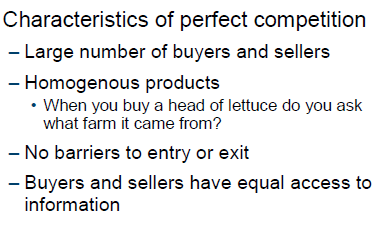 Characteristics of perfect competition
– Large number of buyers and sellers
– Homogenous products
• When you buy a head of lettuce do you ask
what farm it came from?
– No barriers to entry or exit
– Buyers and sellers have equal access to
information